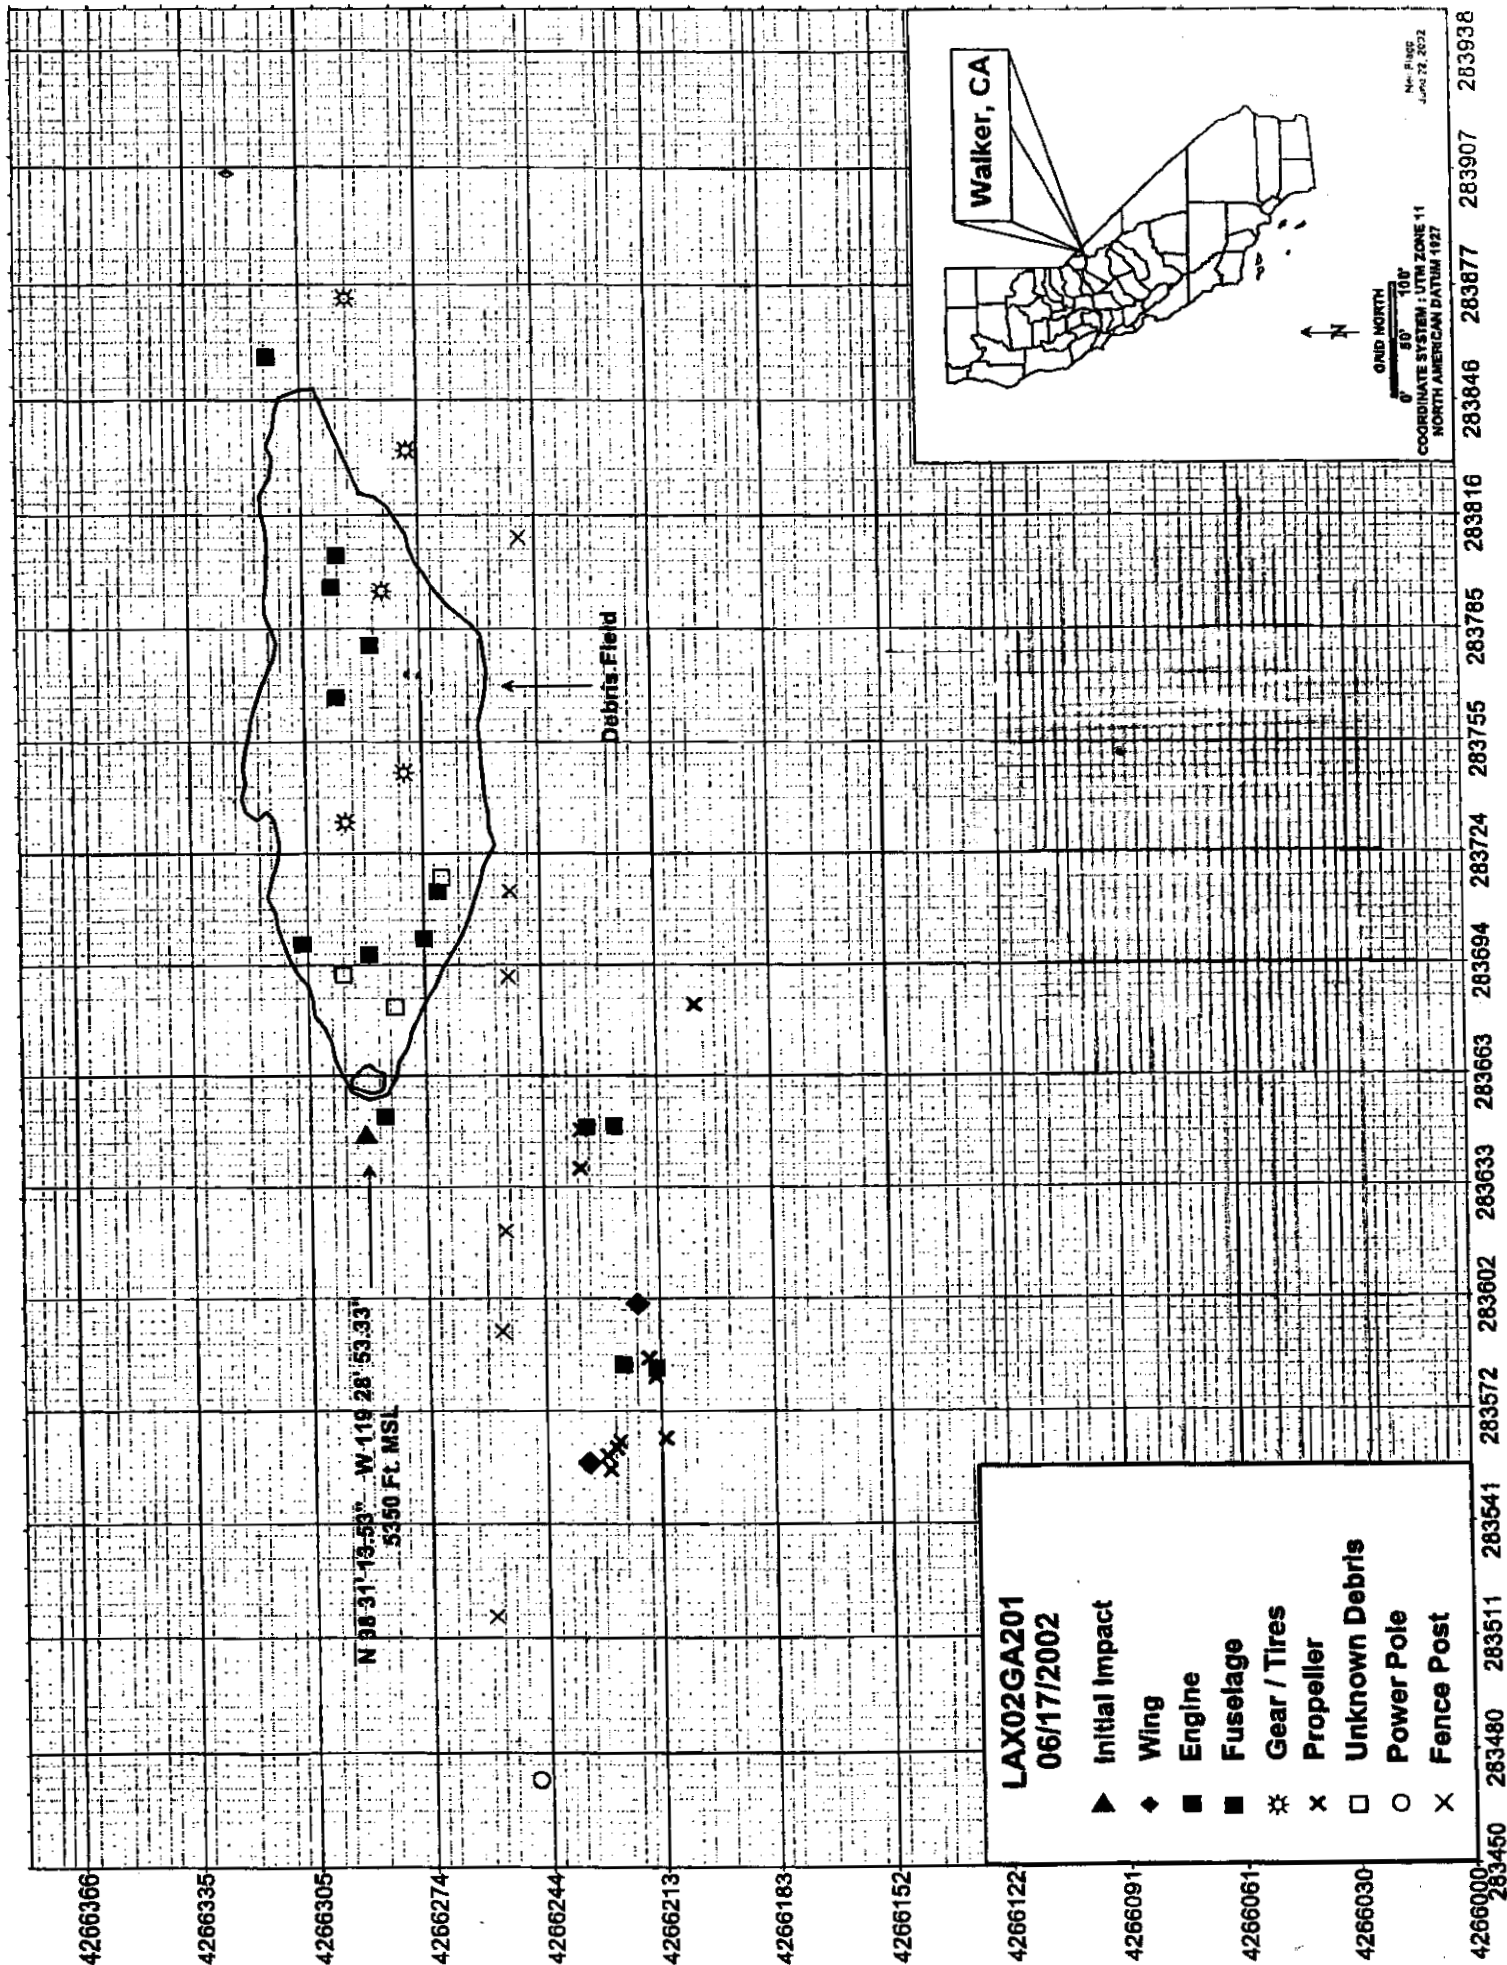 4266366
4266335
4266305
4266274
4266244
4266213
4266183
4266152
4266122
4266091
4266061
4266030
4266000
283450
283480
283511
283541
283572
283602
283633
283663
283694
283724
283755
283785
283816
283846
283877
283907
283938
N 38 31' 13.53" W 119 28' 53.33"
5350 Ft. MSL
Debris Field
LAX02GA201
06/17/2002
Initial Impact
Wing
Engine
Fuselage
Gear / Tires
Propeller
Unknown Debris
Power Pole
Fence Post
Walker, CA
N
GRID NORTH
0' 50' 100'
COORDINATE SYSTEM : UTM ZONE 11
NORTH AMERICAN DATUM 1927
June 22, 2002